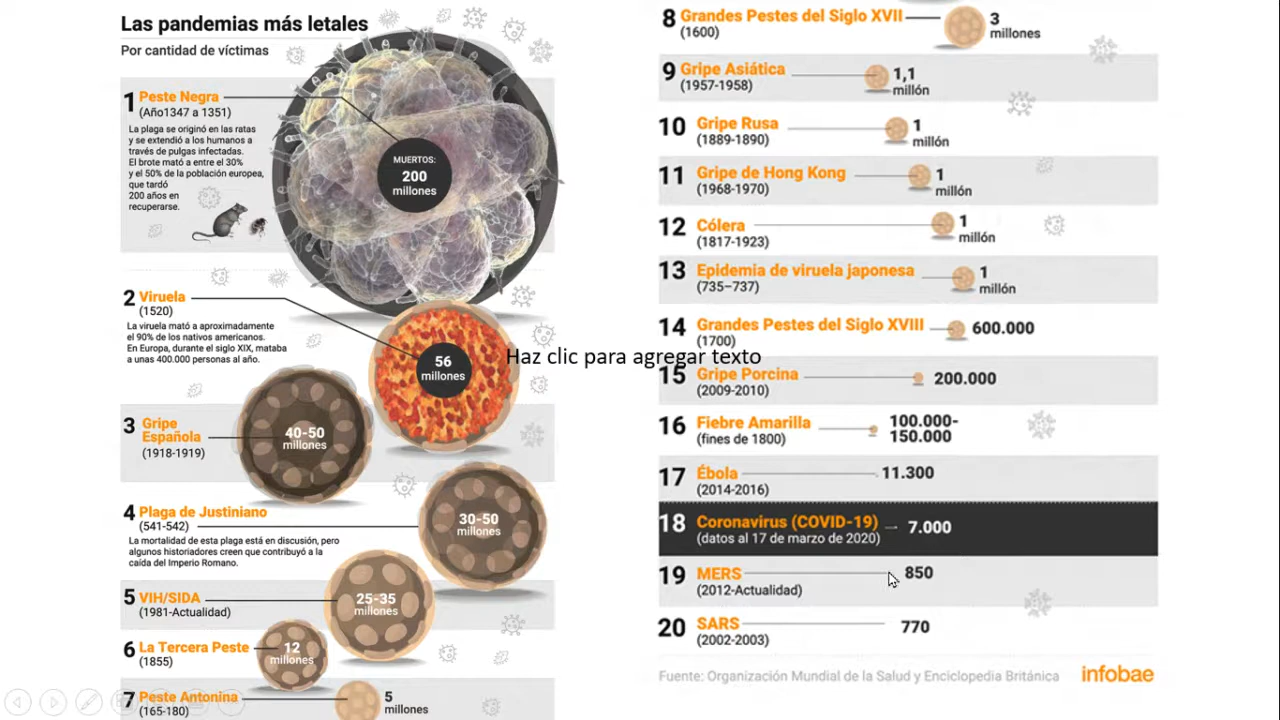 Las pandemias más letales
Por cantidad de víctimas
1 Peste Negra
(Año1347 a 1351)
La plaga se originó en las ratas
y se extendió a los humanos a
través de pulgas infectadas.
El brote mató a entre el 30%
y el 50% de la población europea,
que tardó
200 años en
recuperarse.
MUERTOS:
200
millones
2 Viruela
(1520)
La viruela mató a aproximadamente
el 90% de los nativos americanos.
En Europa, durante el siglo XIX, mataba
a unas 400.000 personas al año.
56
millones
3 Gripe
Española
(1918-1919)
40-50
millones
4 Plaga de Justiniano
(541-542)
La mortalidad de esta plaga está en discusión, pero
algunos historiadores creen que contribuyó a la
caída del Imperio Romano.
30-50
millones
5 VIH/SIDA
(1981-Actualidad)
25-35
millones
6 La Tercera Peste
(1855)
12
millones
7 Peste Antonina
(165-180)
5
millones
Haz clic para agregar texto
8 Grandes Pestes del Siglo XVII
(1600)
3
millones
9 Gripe Asiática
(1957-1958)
1,1
millón
10 Gripe Rusa
(1889-1890)
1
millón
11 Gripe de Hong Kong
(1968-1970)
1
millón
12 Cólera
(1817-1923)
1
millón
13 Epidemia de viruela japonesa
(735–737)
1
millón
14 Grandes Pestes del Siglo XVIII
(1700)
600.000
15 Gripe Porcina
(2009-2010)
200.000
16 Fiebre Amarilla
(fines de 1800)
100.000-
150.000
17 Ébola
(2014-2016)
11.300
18 Coronavirus (COVID-19)
(datos al 17 de marzo de 2020)
7.000
19 MERS
(2012-Actualidad)
850
20 SARS
(2002-2003)
770
Fuente: Organización Mundial de la Salud y Enciclopedia Británica
infobae